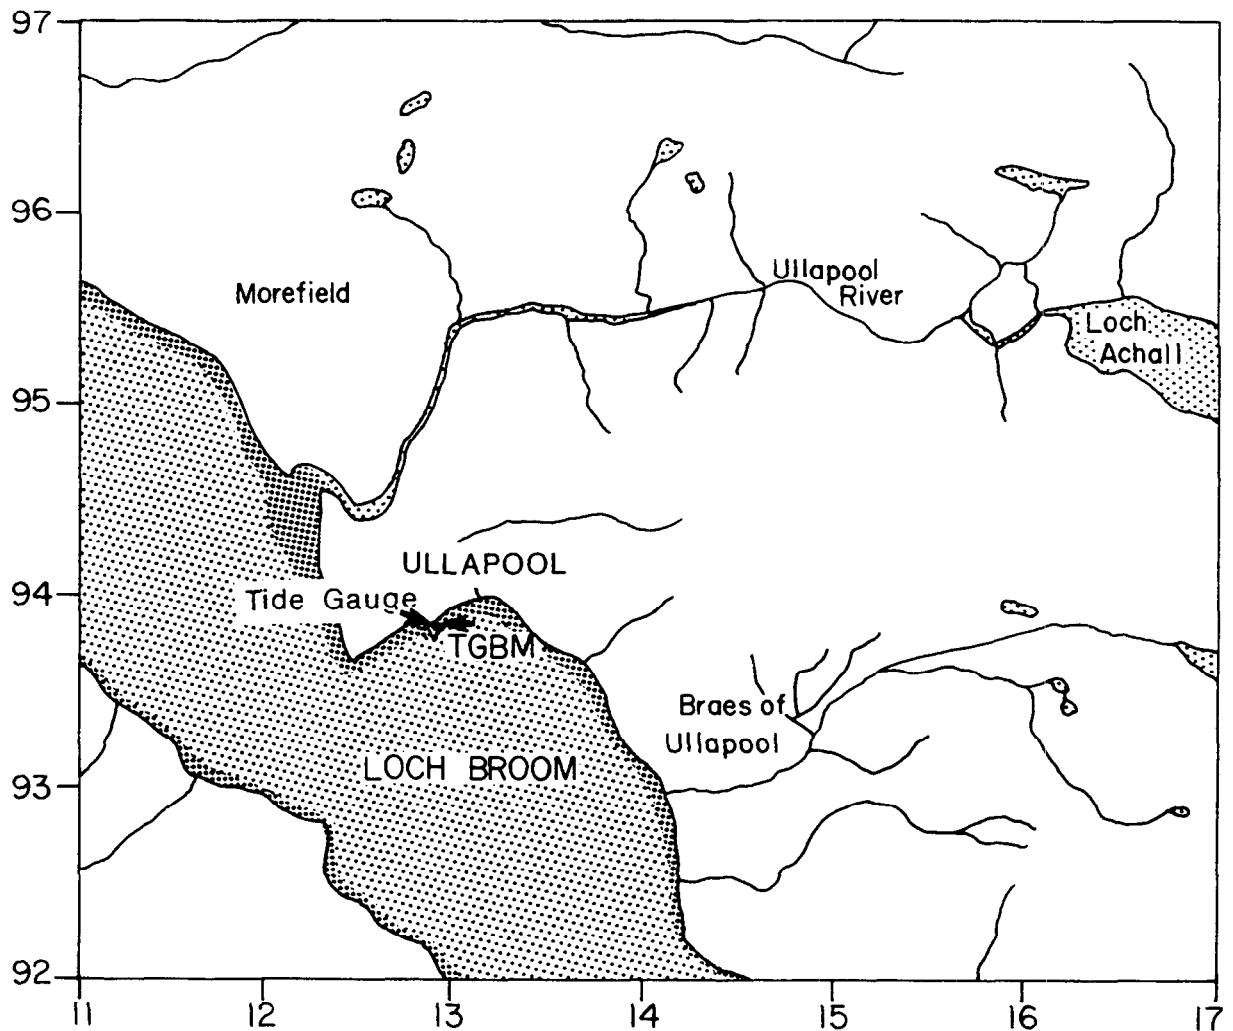 97
96
Ullapool
River
Morefield
Loch
Achall
95
ULLAPOOL
94
Tide Gauge
TGBM
Braes of
Ullapool
LOCH BROOM
93
92
11 12 13 14 15 16 17